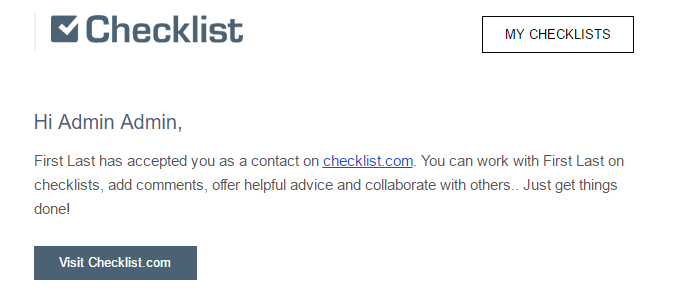 Checklist
MY CHECKLISTS
Hi Admin Admin,
First Last has accepted you as a contact on checklist.com. You can work with First Last on
checklists, add comments, offer helpful advice and collaborate with others.. Just get things
done!
Visit Checklist.com